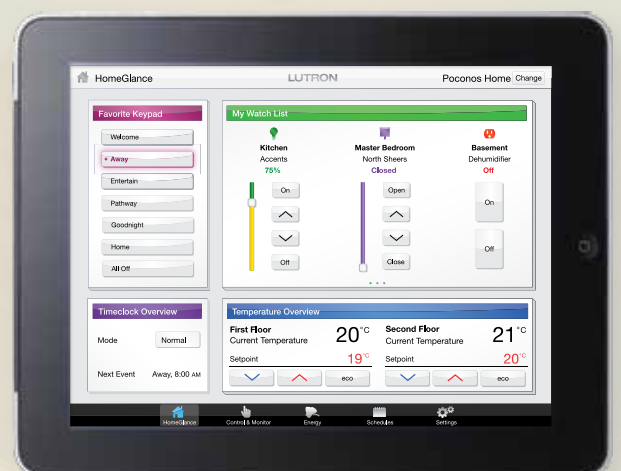 HomeGlance
LUTRON
Poconos Home
Change
Favorite Keypad
Welcome
Away
Entertain
Pathway
Goodnight
Home
All Off
My Watch List
Kitchen
Accents
75%
On
Off
Master Bedroom
North Sheers
Closed
Open
Close
Basement
Dehumidifier
Off
On
Off
Timeclock Overview
Mode
Normal
Next Event
Away, 8:00 AM
Temperature Overview
First Floor
Current Temperature
20°C
Setpoint
19°C
eco
Second Floor
Current Temperature
21°C
Setpoint
20°C
eco
HomeGlance
Control & Monitor
Energy
Schedules
Settings